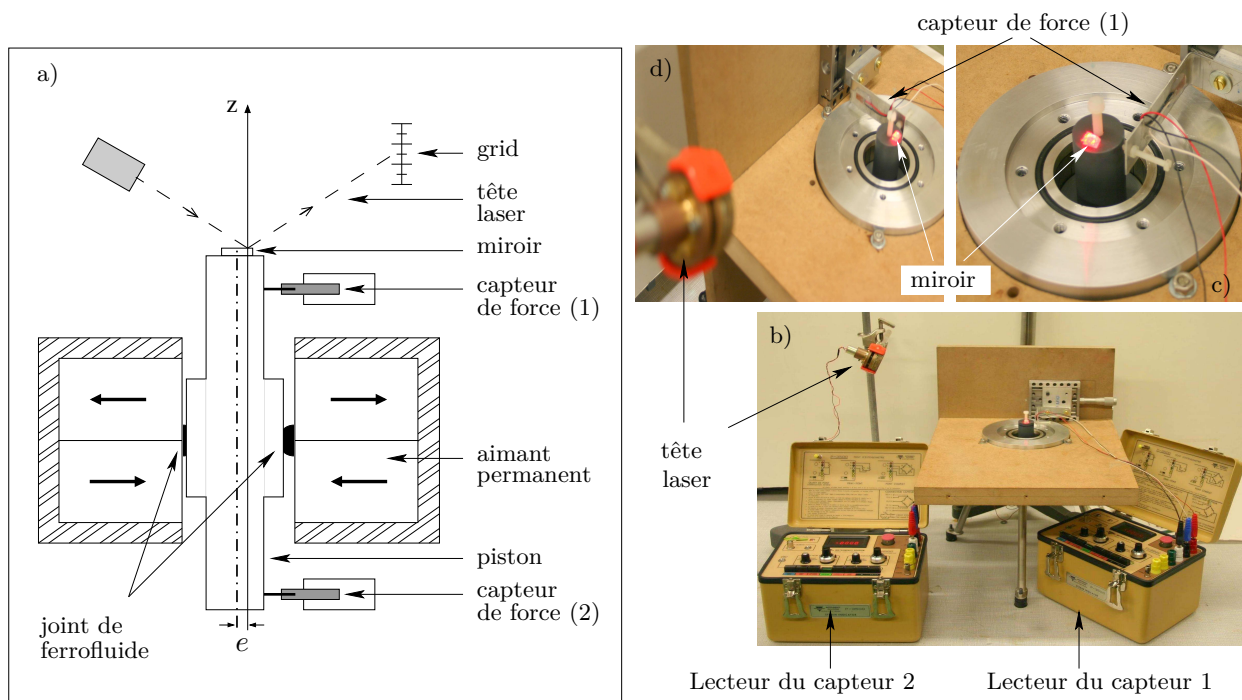 a)
z
grid
tête
laser
miroir
capteur
de force (1)
aimant
permanent
piston
capteur
de force (2)
joint de
ferrofluide
e
capteur de force (1)
d)
miroir
c)
b)
tête
laser
Lecteur du capteur 2
Lecteur du capteur 1